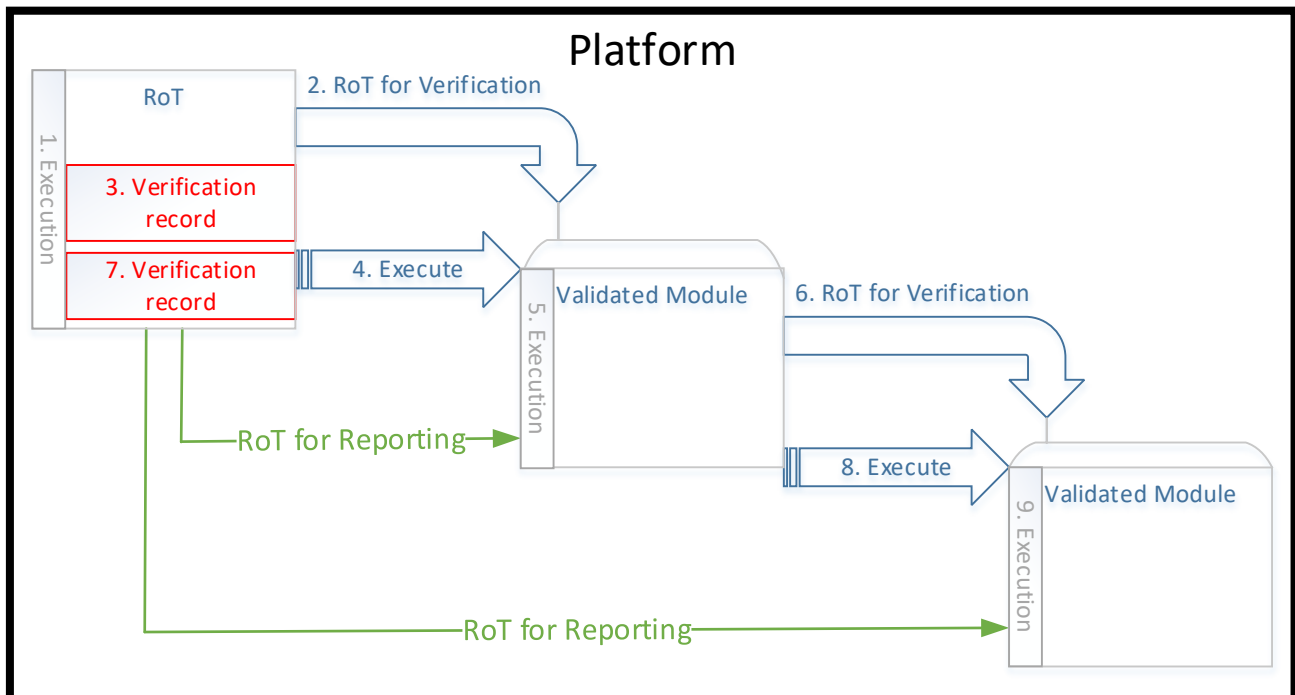 Platform
RoT
2. RoT for Verification
1. Execution
3. Verification
record
7. Verification
record
4. Execute
Validated Module
5. Execution
6. RoT for Verification
RoT for Reporting
8. Execute
Validated Module
9. Execution
RoT for Reporting